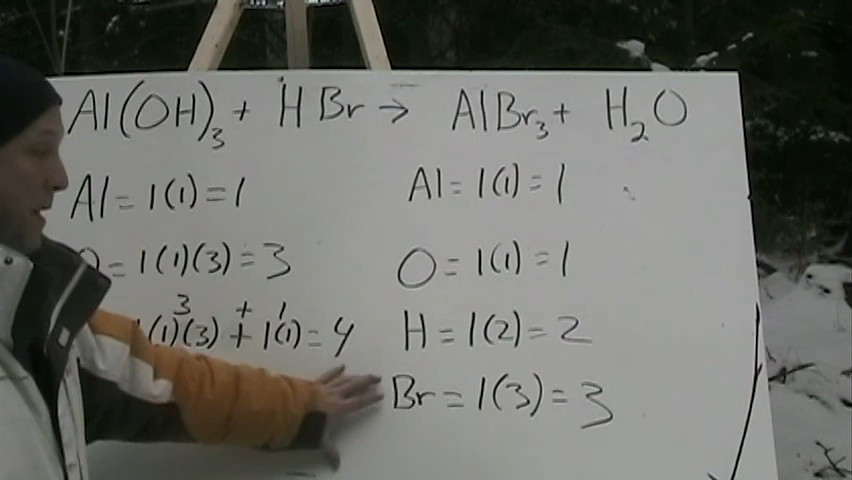 Al(OH)₃ + HBr → AlBr₃ + H₂O
Al = 1(1) = 1
O = 1(1)(3) = 3
3 + 1
1(1)(3) + 1(1) = 4
Al = 1(1) = 1
O = 1(1) = 1
H = 1(2) = 2
Br = 1(3) = 3